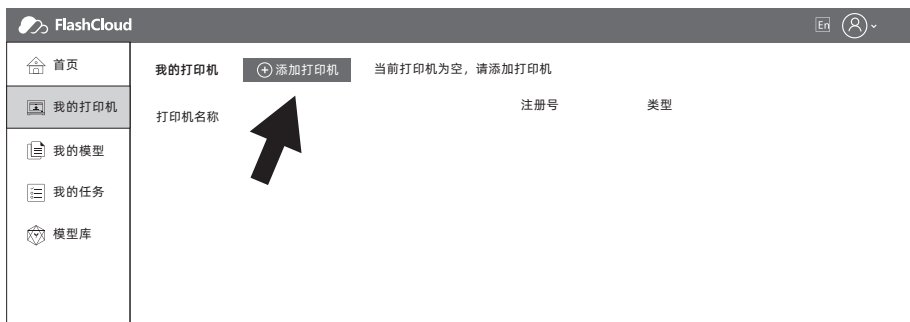 FlashCloud En
首页
我的打印机 添加打印机 当前打印机为空，请添加打印机
我的打印机
打印机名称 注册号 类型
我的模型
我的任务
模型库